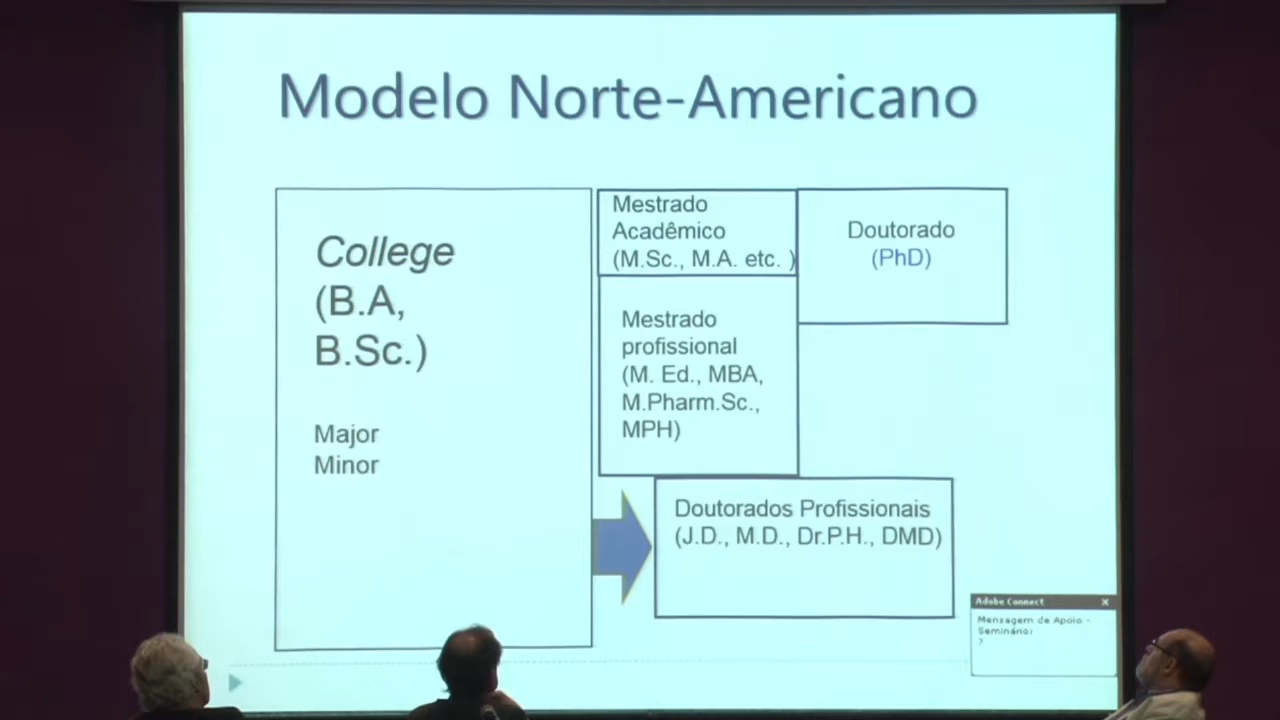 Modelo Norte-Americano
College
(B.A,
B.Sc.)
Major
Minor
Mestrado
Acadêmico
(M.Sc., M.A. etc. )
Doutorado
(PhD)
Mestrado
profissional
(M. Ed., MBA,
M.Pharm.Sc.,
MPH)
Doutorados Profissionais
(J.D., M.D., Dr.P.H., DMD)
Adobe Connect X
Mensagem de Apoio -
Seminário:
?